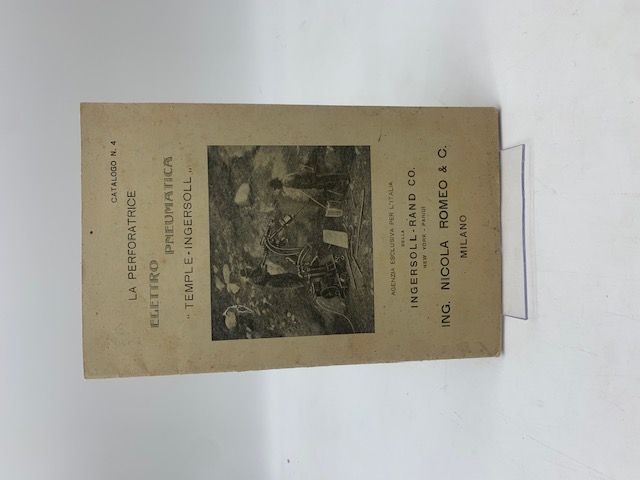 CATALOGO N. 4
LA PERFORATRICE
ELETTRO PNEUMATICA
„ TEMPLE-INGERSOLL „
AGENZIA ESCLUSIVA PER L'ITALIA
DELLA
INGERSOLL-RAND CO.
NEW YORK - PARIGI
ING. NICOLA ROMEO & C.
MILANO